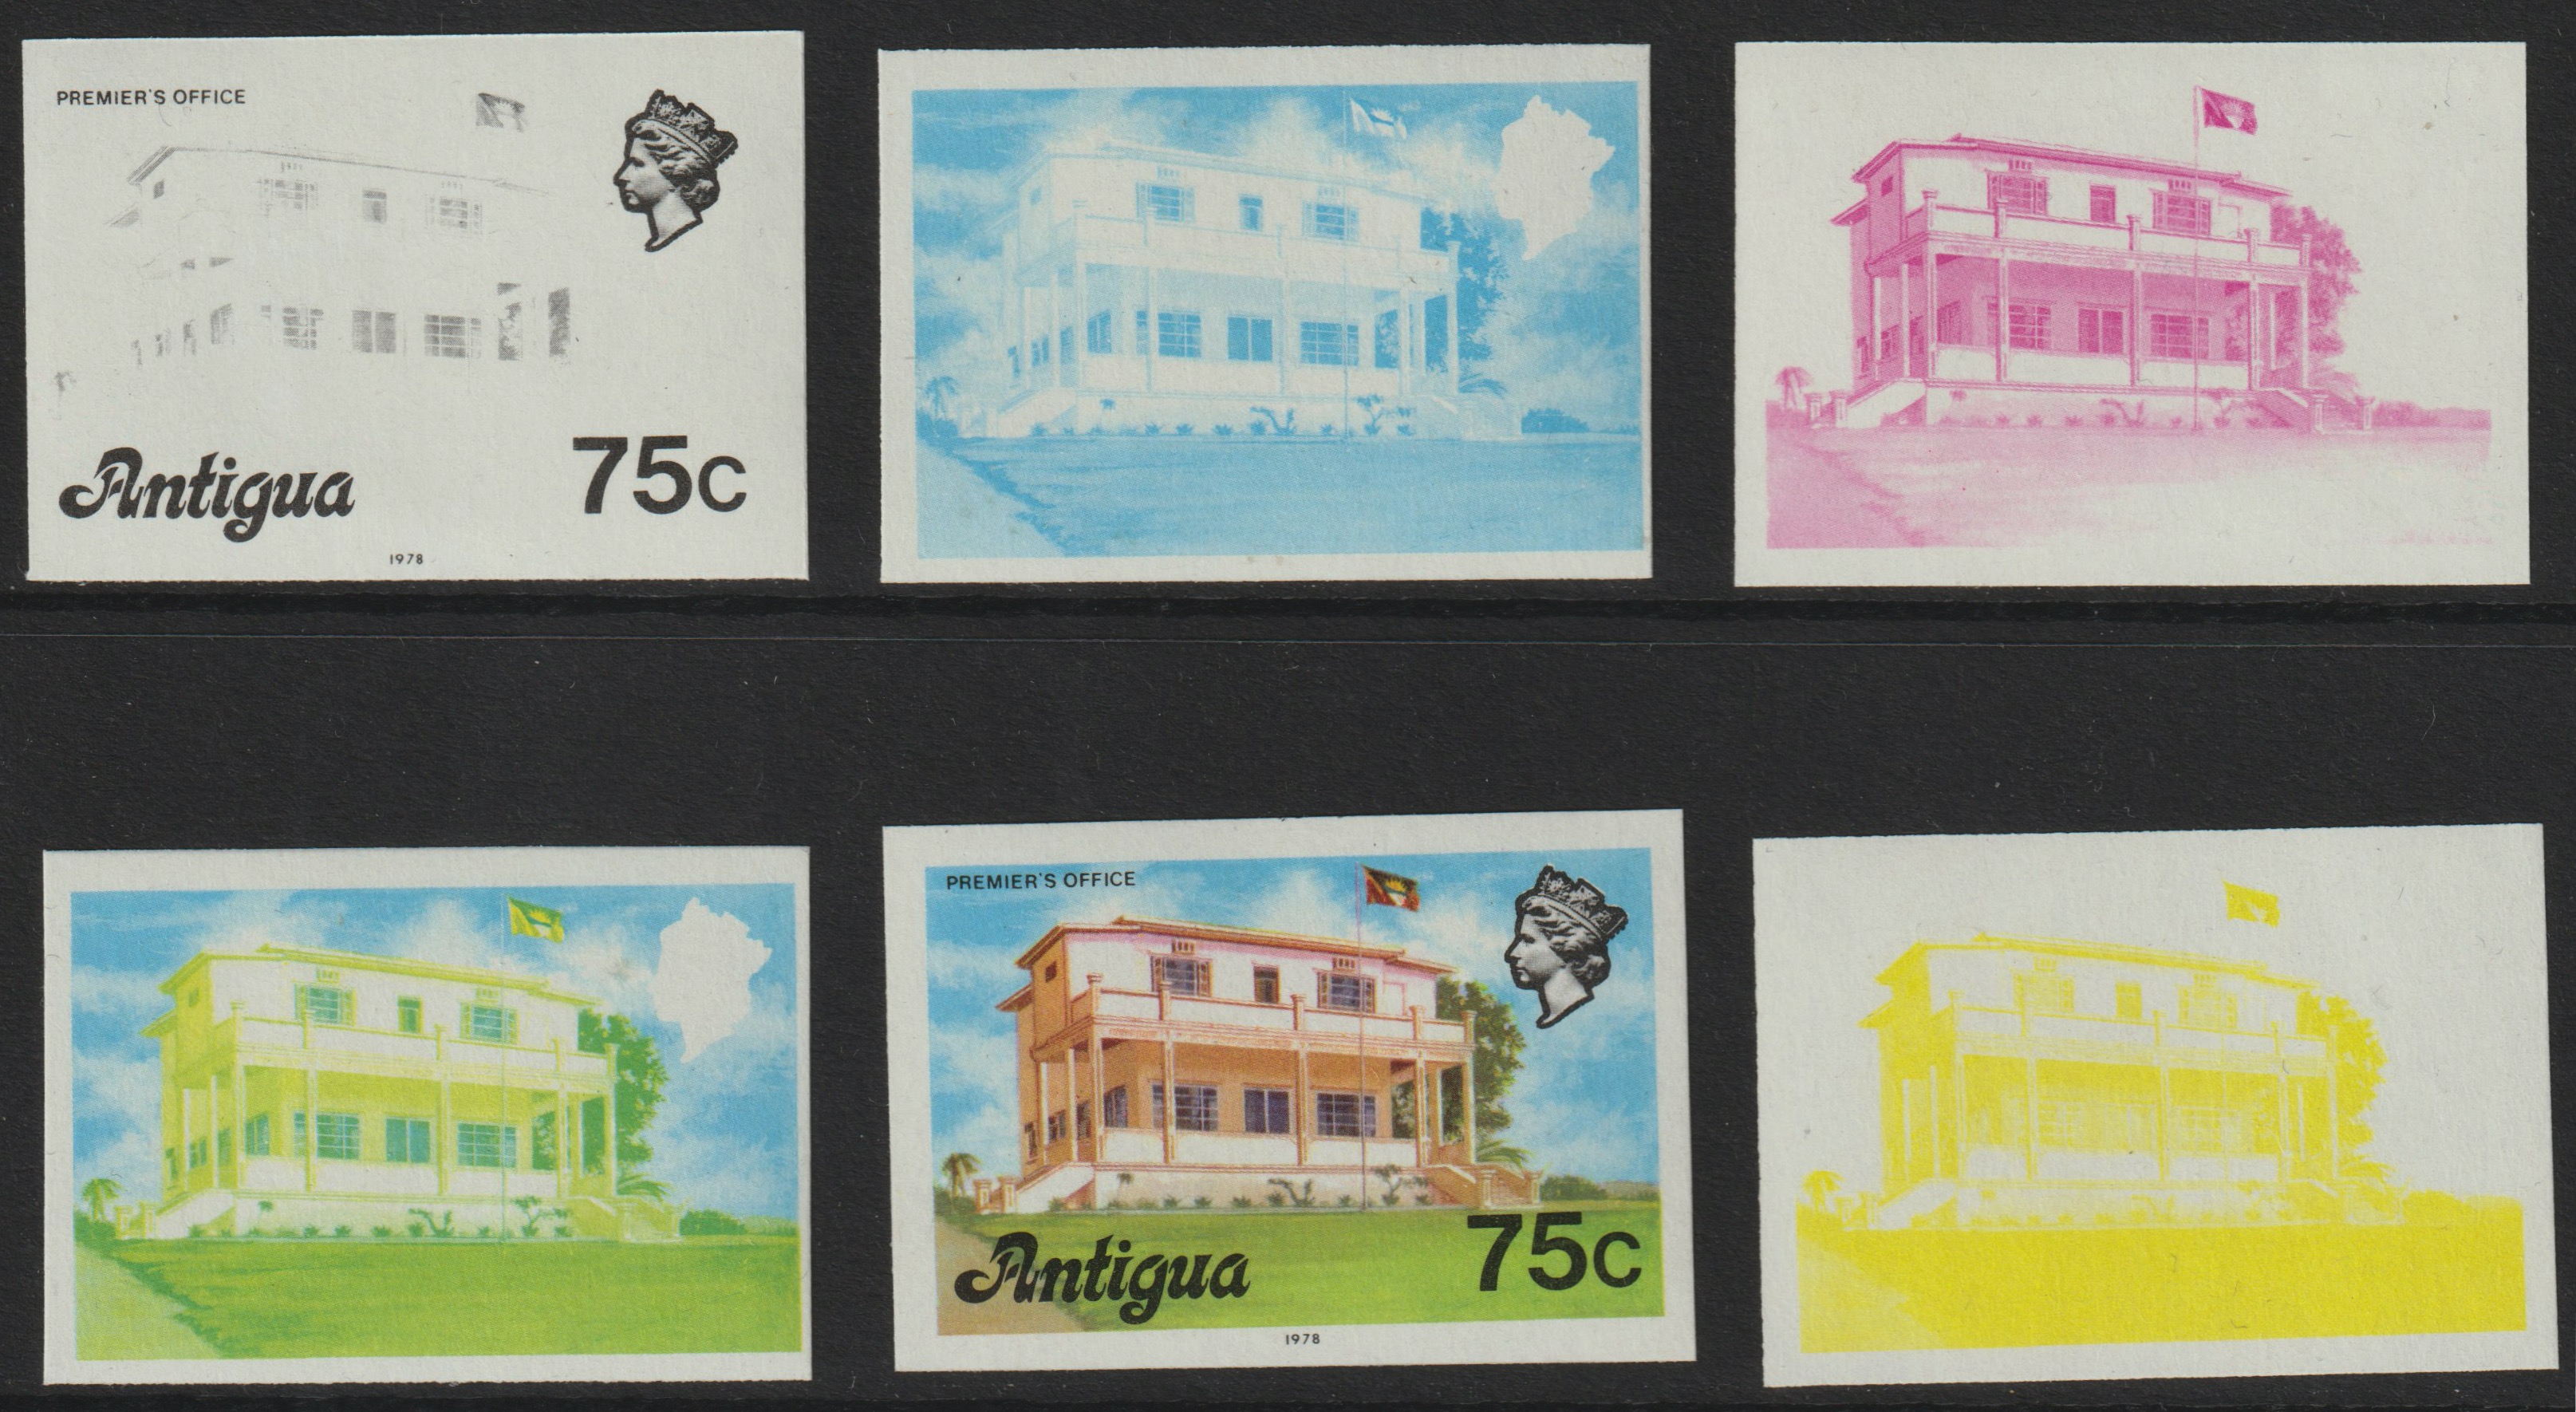 PREMIER'S OFFICE
Antigua 75c
1978
PREMIER'S OFFICE
Antigua 75c
1978